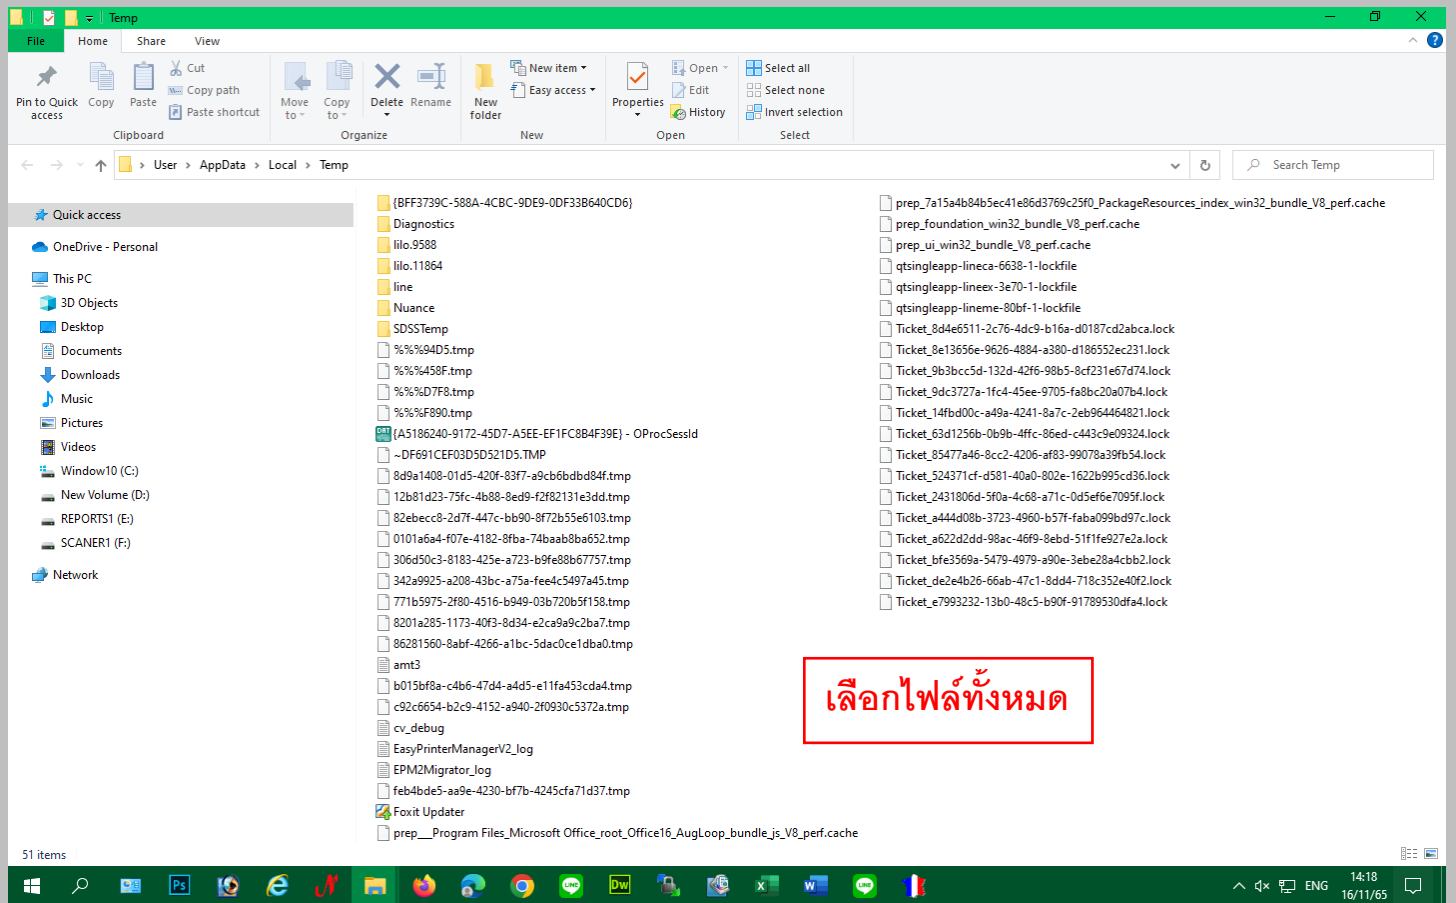 Temp
File Home Share View
Pin to Quick access
Copy
Paste
Cut
Copy path
Paste shortcut
Clipboard
Move to
Copy to
Delete
Rename
Organize
New folder
New item
Easy access
New
Properties
Open
Edit
History
Open
Select all
Select none
Invert selection
Select
User > AppData > Local > Temp
Search Temp
Quick access
OneDrive - Personal
This PC
3D Objects
Desktop
Documents
Downloads
Music
Pictures
Videos
Window10 (C:)
New Volume (D:)
REPORTS1 (E:)
SCANER1 (F:)
Network
{BFF3739C-588A-4CBC-9DE9-0DF33B640CD6}
Diagnostics
lilo.9588
lilo.11864
line
Nuance
SDSSTemp
%%%94D5.tmp
%%%458F.tmp
%%%D7F8.tmp
%%%F890.tmp
{A5186240-9172-45D7-A5EE-EF1FC8B4F39E} - OProcSessId
~DF691CEF03D5D521D5.TMP
8d9a1408-01d5-420f-83f7-a9cb6bdbd84f.tmp
12b81d23-75fc-4b88-8ed9-f2f82131e3dd.tmp
82ebecc8-2d7f-447c-bb90-8f72b55e6103.tmp
0101a6a4-f07e-4182-8fba-74baab8ba652.tmp
306d50c3-8183-425e-a723-b9fe88b67757.tmp
342a9925-a208-43bc-a75a-fee4c5497a45.tmp
771b5975-2f80-4516-b949-03b720b5f158.tmp
8201a285-1173-40f3-8d34-e2ca9a9c2ba7.tmp
86281560-8abf-4266-a1bc-5dac0ce1dba0.tmp
amt3
b015bf8a-c4b6-47d4-a4d5-e11fa453cda4.tmp
c92c6654-b2c9-4152-a940-2f0930c5372a.tmp
cv_debug
EasyPrinterManagerV2_log
EPM2Migrator_log
feb4bde5-aa9e-4230-bf7b-4245cfa71d37.tmp
Foxit Updater
prep__Program Files_Microsoft Office_root_Office16_AugLoop_bundle_js_V8_perf.cache
prep_7a15a4b84b5ec41e86d3769c25f0_PackageResources_index_win32_bundle_V8_perf.cache
prep_foundation_win32_bundle_V8_perf.cache
prep_ui_win32_bundle_V8_perf.cache
qtsingleapp-lineca-6638-1-lockfile
qtsingleapp-lineex-3e70-1-lockfile
qtsingleapp-lineme-80bf-1-lockfile
Ticket_8d4e6511-2c76-4dc9-b16a-d0187cd2abca.lock
Ticket_8e13656e-9626-4884-a380-d186552ec231.lock
Ticket_9b3bcc5d-132d-42f6-98b5-8cf231e67d74.lock
Ticket_9dc3727a-1fc4-45ee-9705-fa8bc20a07b4.lock
Ticket_14fbd00c-a49a-4241-8a7c-2eb964464821.lock
Ticket_63d1256b-0b9b-4ffc-86ed-c443c9e09324.lock
Ticket_85477a46-8cc2-4206-af83-99078a39fb54.lock
Ticket_524371cf-d581-40a0-802e-1622b995cd36.lock
Ticket_2431806d-5f0a-4c68-a71c-0d5ef6e7095f.lock
Ticket_a444d08b-3723-4960-b57f-faba099bd97c.lock
Ticket_a622d2dd-98ac-46f9-8ebd-51f1fe927e2a.lock
Ticket_bfe3569a-5479-4979-a90e-3ebe28a4cbb2.lock
Ticket_de2e4b26-66ab-47c1-8dd4-718c352e40f2.lock
Ticket_e7993232-13b0-48c5-b90f-91789530dfa4.lock
เลือกไฟล์ทั้งหมด
51 items
ENG
14:18
16/11/65